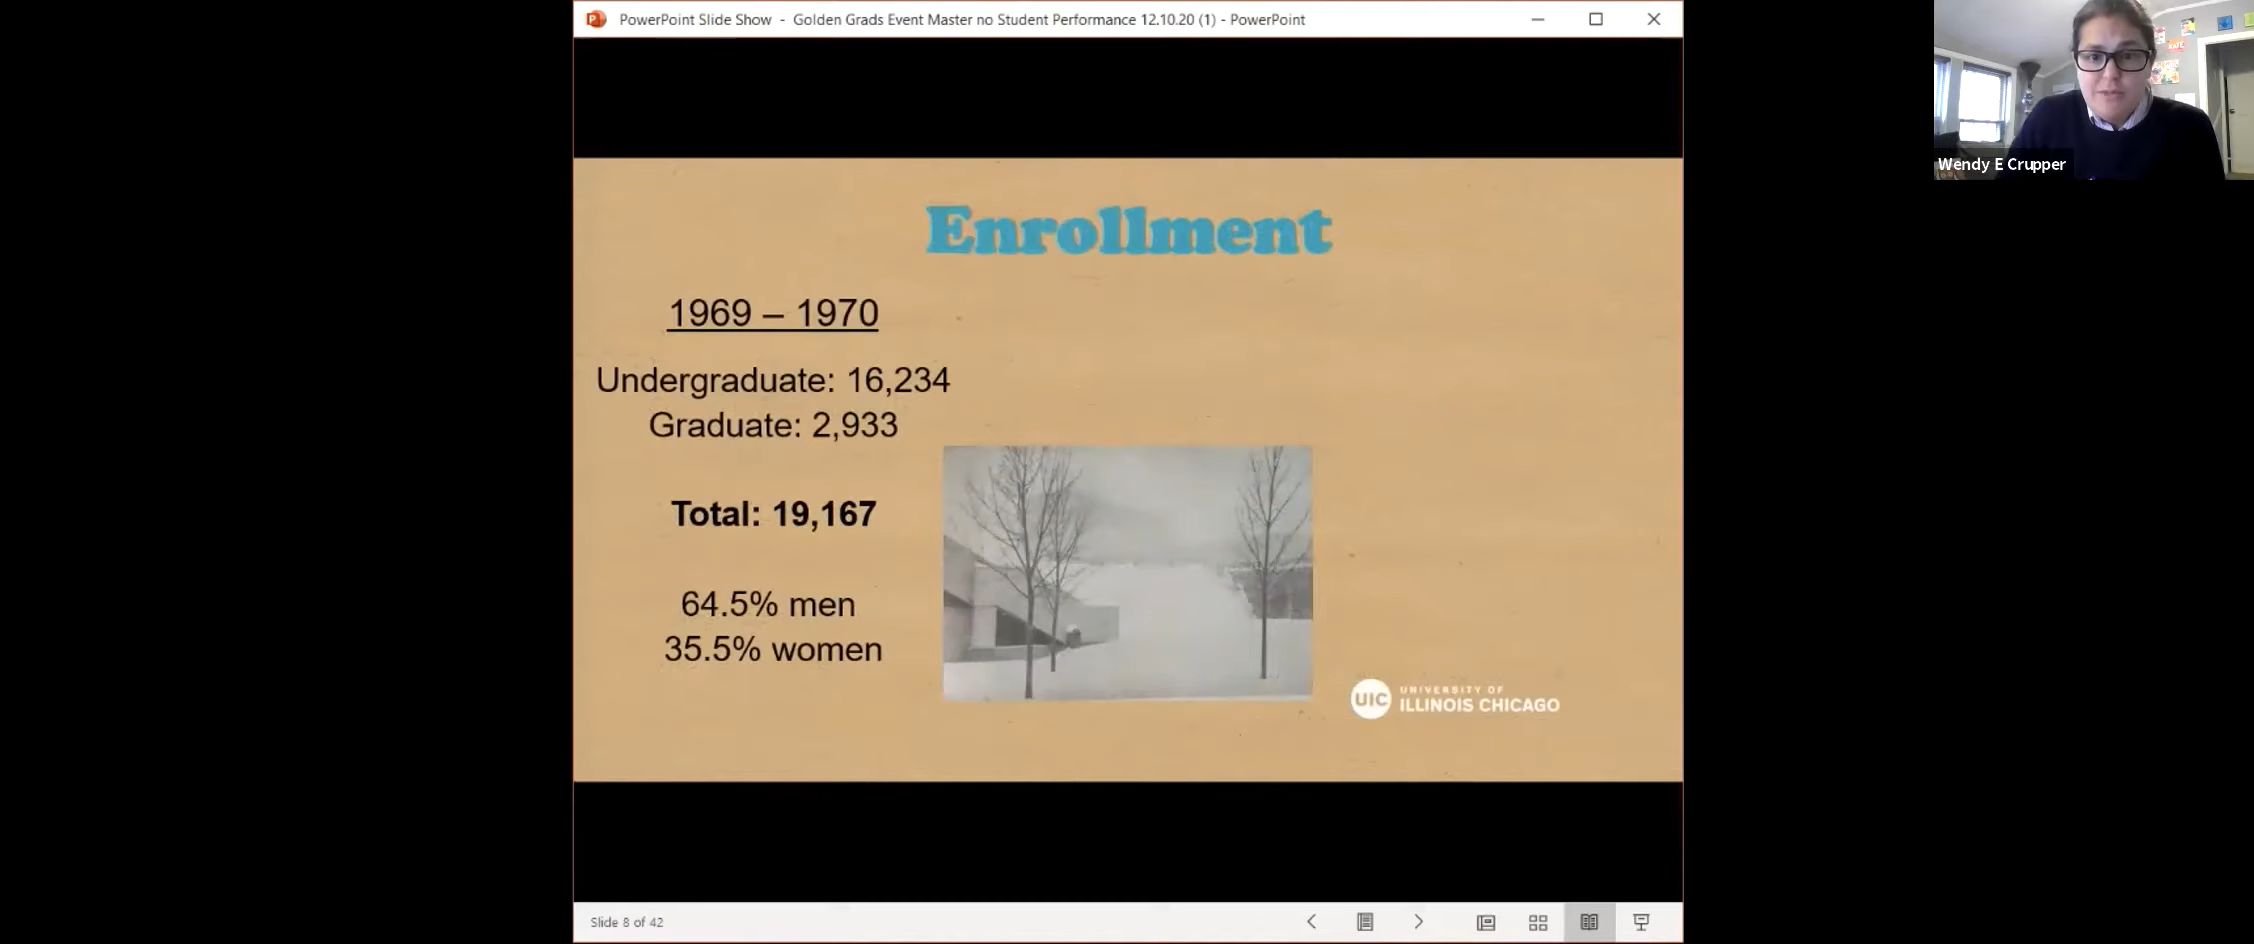 PowerPoint Slide Show - Golden Grads Event Master no Student Performance 12.10.20 (1) - PowerPoint
Wendy E Crupper
Enrollment
1969 – 1970
Undergraduate: 16,234
Graduate: 2,933
Total: 19,167
64.5% men
35.5% women
UIC
UNIVERSITY OF
ILLINOIS CHICAGO
Slide 8 of 42